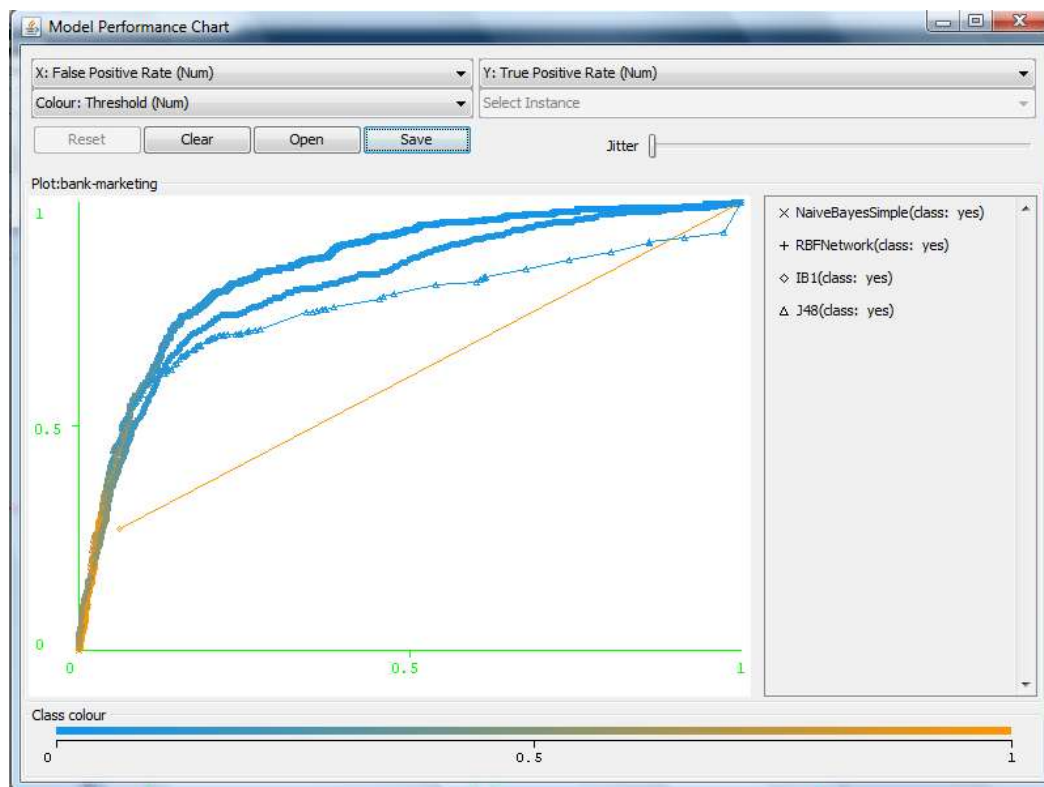 Model Performance Chart
X: False Positive Rate (Num)
Y: True Positive Rate (Num)
Colour: Threshold (Num)
Select Instance
Reset
Clear
Open
Save
Jitter
Plot:bank-marketing
1
0.5
0
0
0.5
1
NaiveBayesSimple(class: yes)
RBFNetwork(class: yes)
IB1(class: yes)
J48(class: yes)
Class colour
0
0.5
1